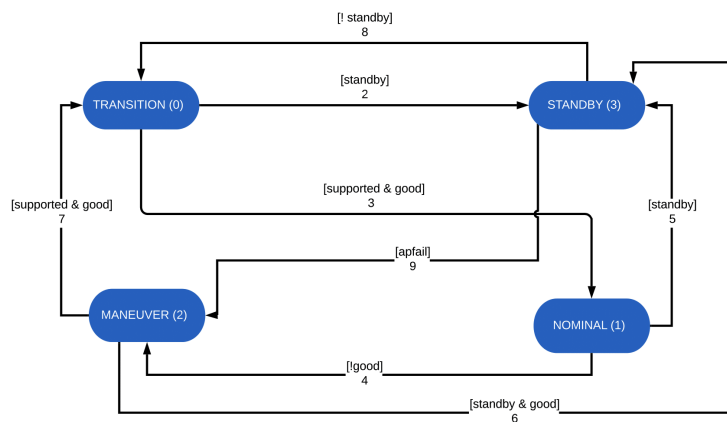 [! standby]
8
TRANSITION (0)
[standby]
2
STANDBY (3)
[supported & good]
3
[supported & good]
7
[standby]
5
[apfail]
9
MANEUVER (2)
NOMINAL (1)
[!good]
4
[standby & good]
6